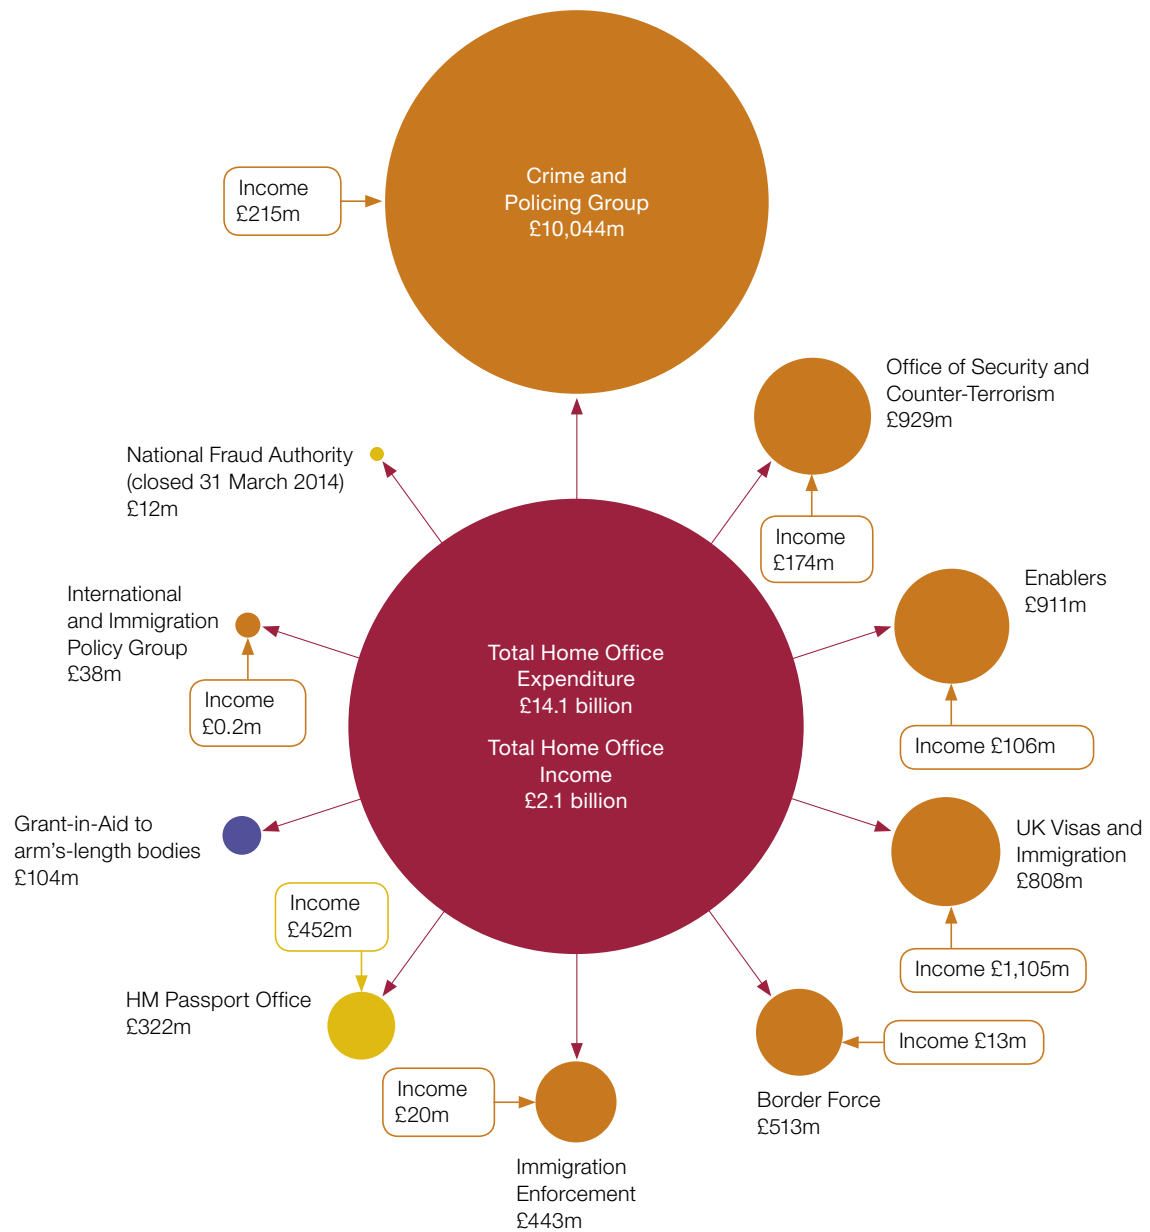 Crime and
Policing Group
£10,044m
Income
£215m
Office of Security and
Counter-Terrorism
£929m
Income
£174m
National Fraud Authority
(closed 31 March 2014)
£12m
Enablers
£911m
Income £106m
International
and Immigration
Policy Group
£38m
Income
£0.2m
Total Home Office
Expenditure
£14.1 billion
Total Home Office
Income
£2.1 billion
UK Visas and
Immigration
£808m
Income £1,105m
Grant-in-Aid to
arm's-length bodies
£104m
Income
£452m
HM Passport Office
£322m
Income £13m
Border Force
£513m
Income
£20m
Immigration
Enforcement
£443m